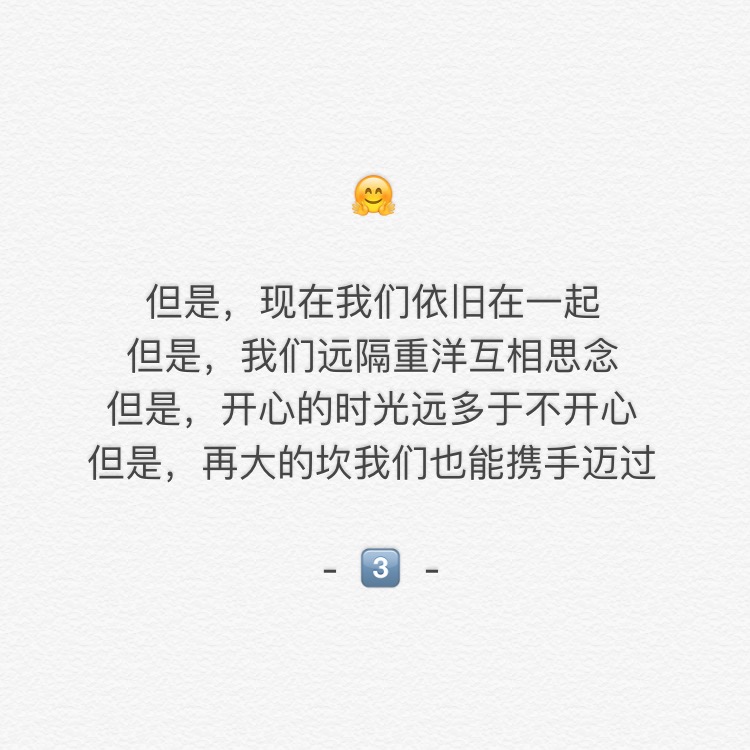 🤗
但是，现在我们依旧在一起
但是，我们远隔重洋互相思念
但是，开心的时光远多于不开心
但是，再大的坎我们也能携手迈过
- 3️⃣ -